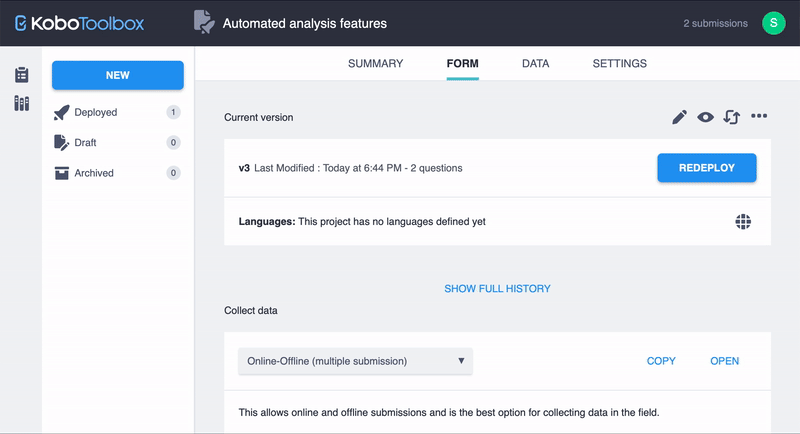 KoboToolbox
Automated analysis features
2 submissions
S
NEW
Deployed 1
Draft 0
Archived 0
SUMMARY FORM DATA SETTINGS
Current version
v3 Last Modified : Today at 6:44 PM - 2 questions
REDEPLOY
Languages: This project has no languages defined yet
SHOW FULL HISTORY
Collect data
Online-Offline (multiple submission)
COPY OPEN
This allows online and offline submissions and is the best option for collecting data in the field.